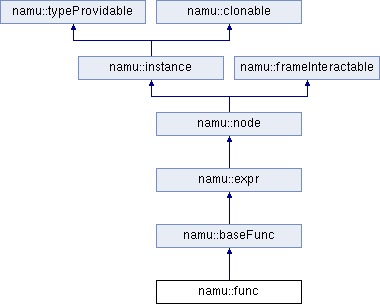 namu::typeProvidable
namu::clonable
namu::instance
namu::frameInteractable
namu::node
namu::expr
namu::baseFunc
namu::func